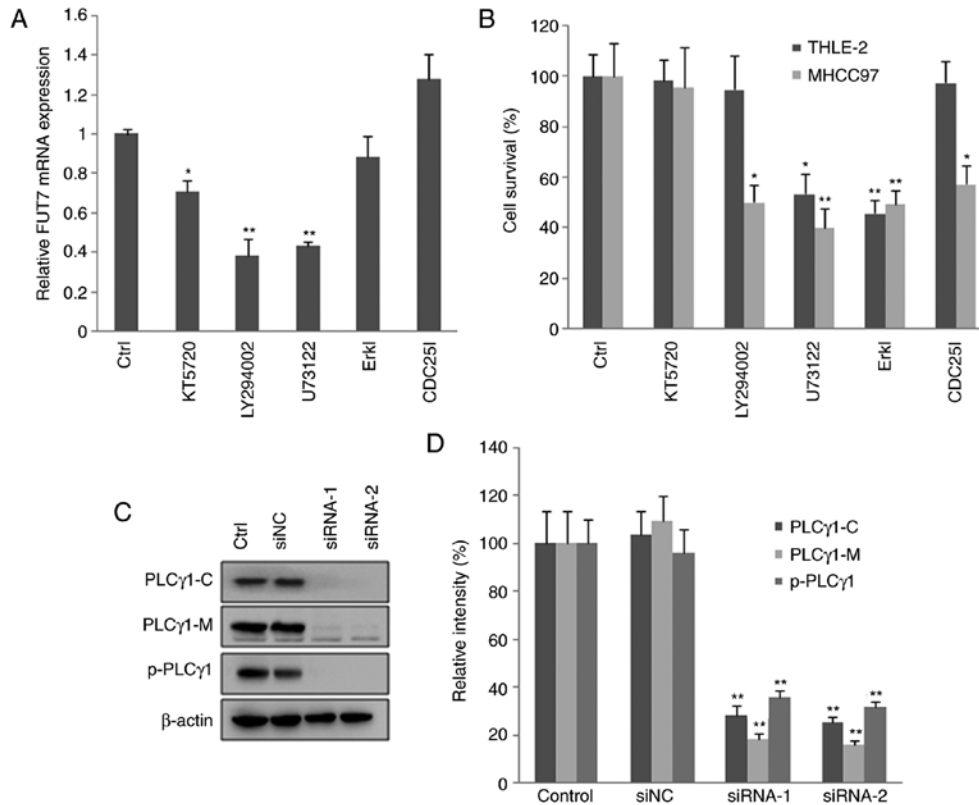 A
Relative FUT7 mRNA expression
1.6
1.4
1.2
1
0.8
0.6
0.4
0.2
0
*
**
**
Ctrl
KT5720
LY294002
U73122
ErkI
CDC25I
B
Cell survival (%)
120
100
80
60
40
20
0
THLE-2
MHCC97
*
*
**
**
**
*
Ctrl
KT5720
LY294002
U73122
ErkI
CDC25I
C
Ctrl
siNC
siRNA-1
siRNA-2
PLCγ1-C
PLCγ1-M
p-PLCγ1
β-actin
D
Relative intensity (%)
140
120
100
80
60
40
20
0
PLCγ1-C
PLCγ1-M
p-PLCγ1
**
**
**
**
**
**
Control
siNC
siRNA-1
siRNA-2